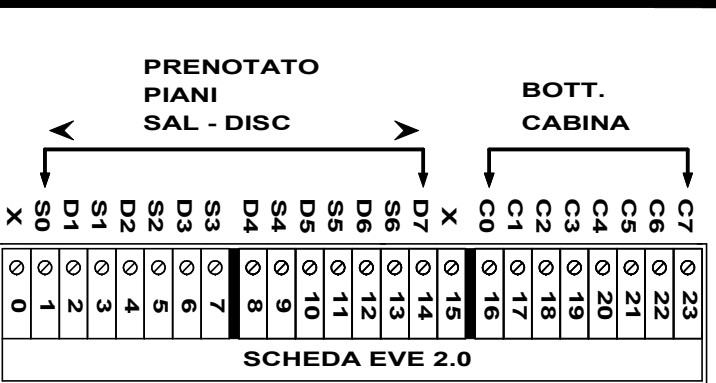 PRENOTATO
PIANI
SAL - DISC
BOTT.
CABINA
X S0 D1 S1 D2 S2 D3 S3 D4 S4 D5 S5 D6 S6 D7 X C0 C1 C2 C3 C4 C5 C6 C7
0 1 2 3 4 5 6 7 8 9 10 11 12 13 14 15 16 17 18 19 20 21 22 23
SCHEDA EVE 2.0